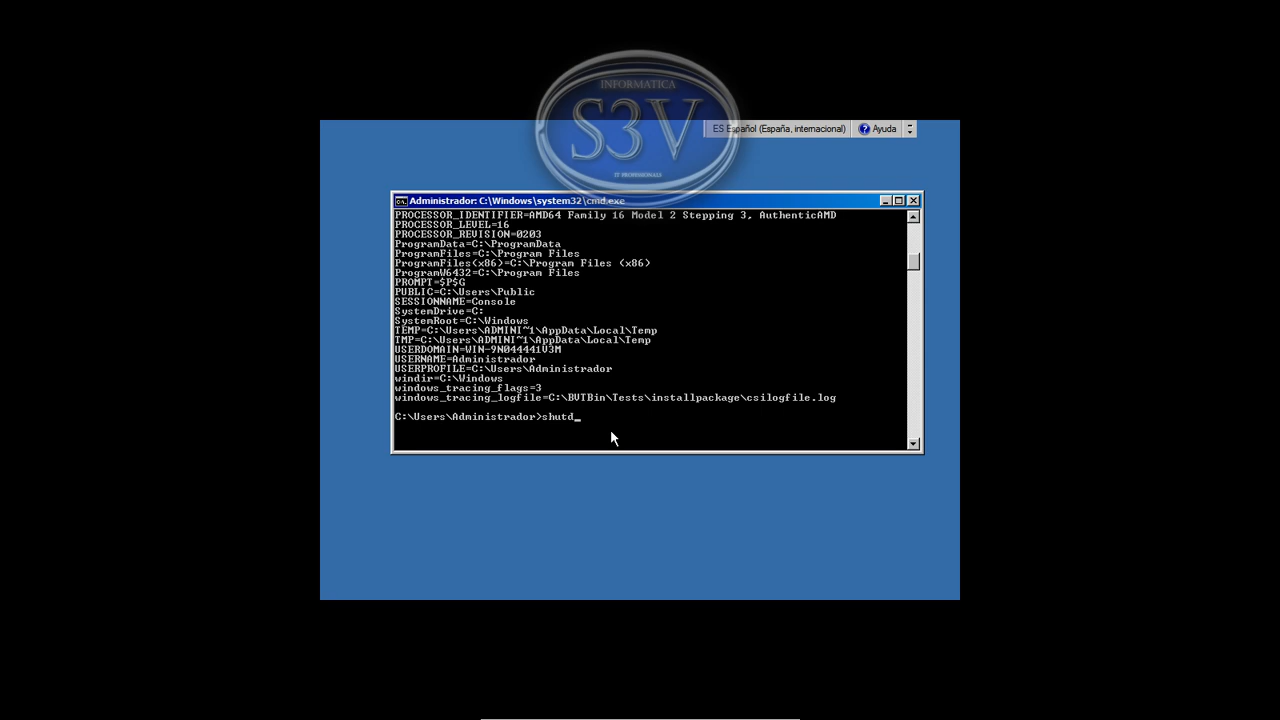 INFORMATICA
S3V
IT PROFESIONALS
ES Español (España, internacional) Ayuda
Administrador: C:\Windows\system32\cmd.exe
PROCESSOR_IDENTIFIER=AMD64 Family 16 Model 2 Stepping 3, AuthenticAMD
PROCESSOR_LEVEL=16
PROCESSOR_REVISION=0203
ProgramData=C:\ProgramData
ProgramFiles=C:\Program Files
ProgramFiles(x86)=C:\Program Files (x86)
ProgramW6432=C:\Program Files
PROMPT=$P$G
PUBLIC=C:\Users\Public
SESSIONNAME=Console
SystemDrive=C:
SystemRoot=C:\Windows
TEMP=C:\Users\ADMINI~1\AppData\Local\Temp
TMP=C:\Users\ADMINI~1\AppData\Local\Temp
USERDOMAIN=WIN-9N044441V3M
USERNAME=Administrador
USERPROFILE=C:\Users\Administrador
windir=C:\Windows
windows_tracing_flags=3
windows_tracing_logfile=C:\BVTBin\Tests\installpackage\csilogfile.log
C:\Users\Administrador>shutd_